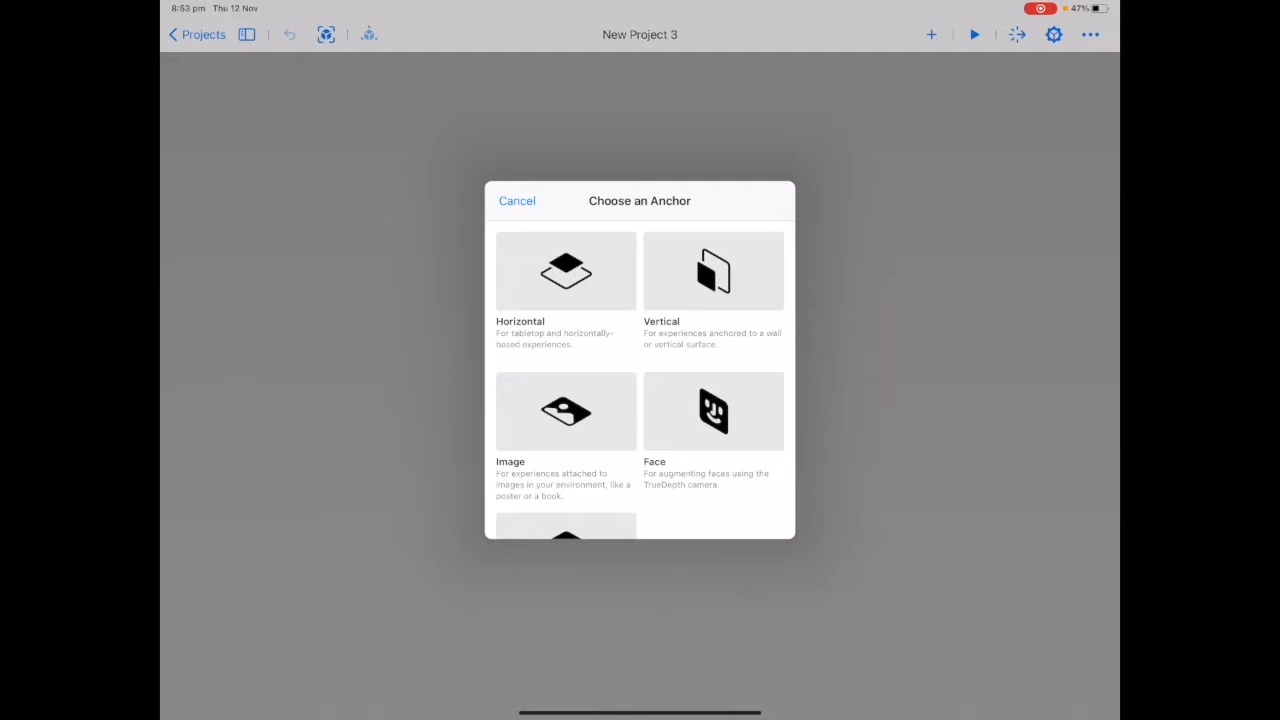 8:53 pm Thu 12 Nov
47%
Projects
New Project 3
Cancel
Choose an Anchor
Horizontal
For tabletop and horizontally-
based experiences.
Vertical
For experiences anchored to a wall
or vertical surface.
Image
For experiences attached to
images in your environment, like a
poster or a book.
Face
For augmenting faces using the
TrueDepth camera.